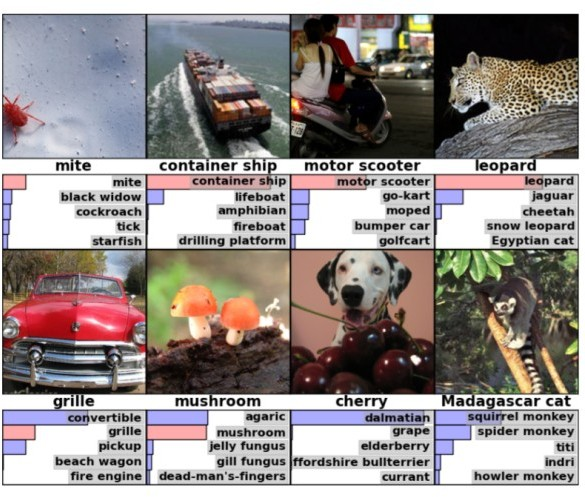 mite
container ship
motor scooter
leopard
mite
black widow
cockroach
tick
starfish
container ship
lifeboat
amphibian
fireboat
drilling platform
motor scooter
go-kart
moped
bumper car
golfcart
leopard
jaguar
cheetah
snow leopard
Egyptian cat
grille
mushroom
cherry
Madagascar cat
convertible
grille
pickup
beach wagon
fire engine
agaric
mushroom
jelly fungus
gill fungus
dead-man's-fingers
dalmatian
grape
elderberry
ffordshire bullterrier
currant
squirrel monkey
spider monkey
titi
indri
howler monkey